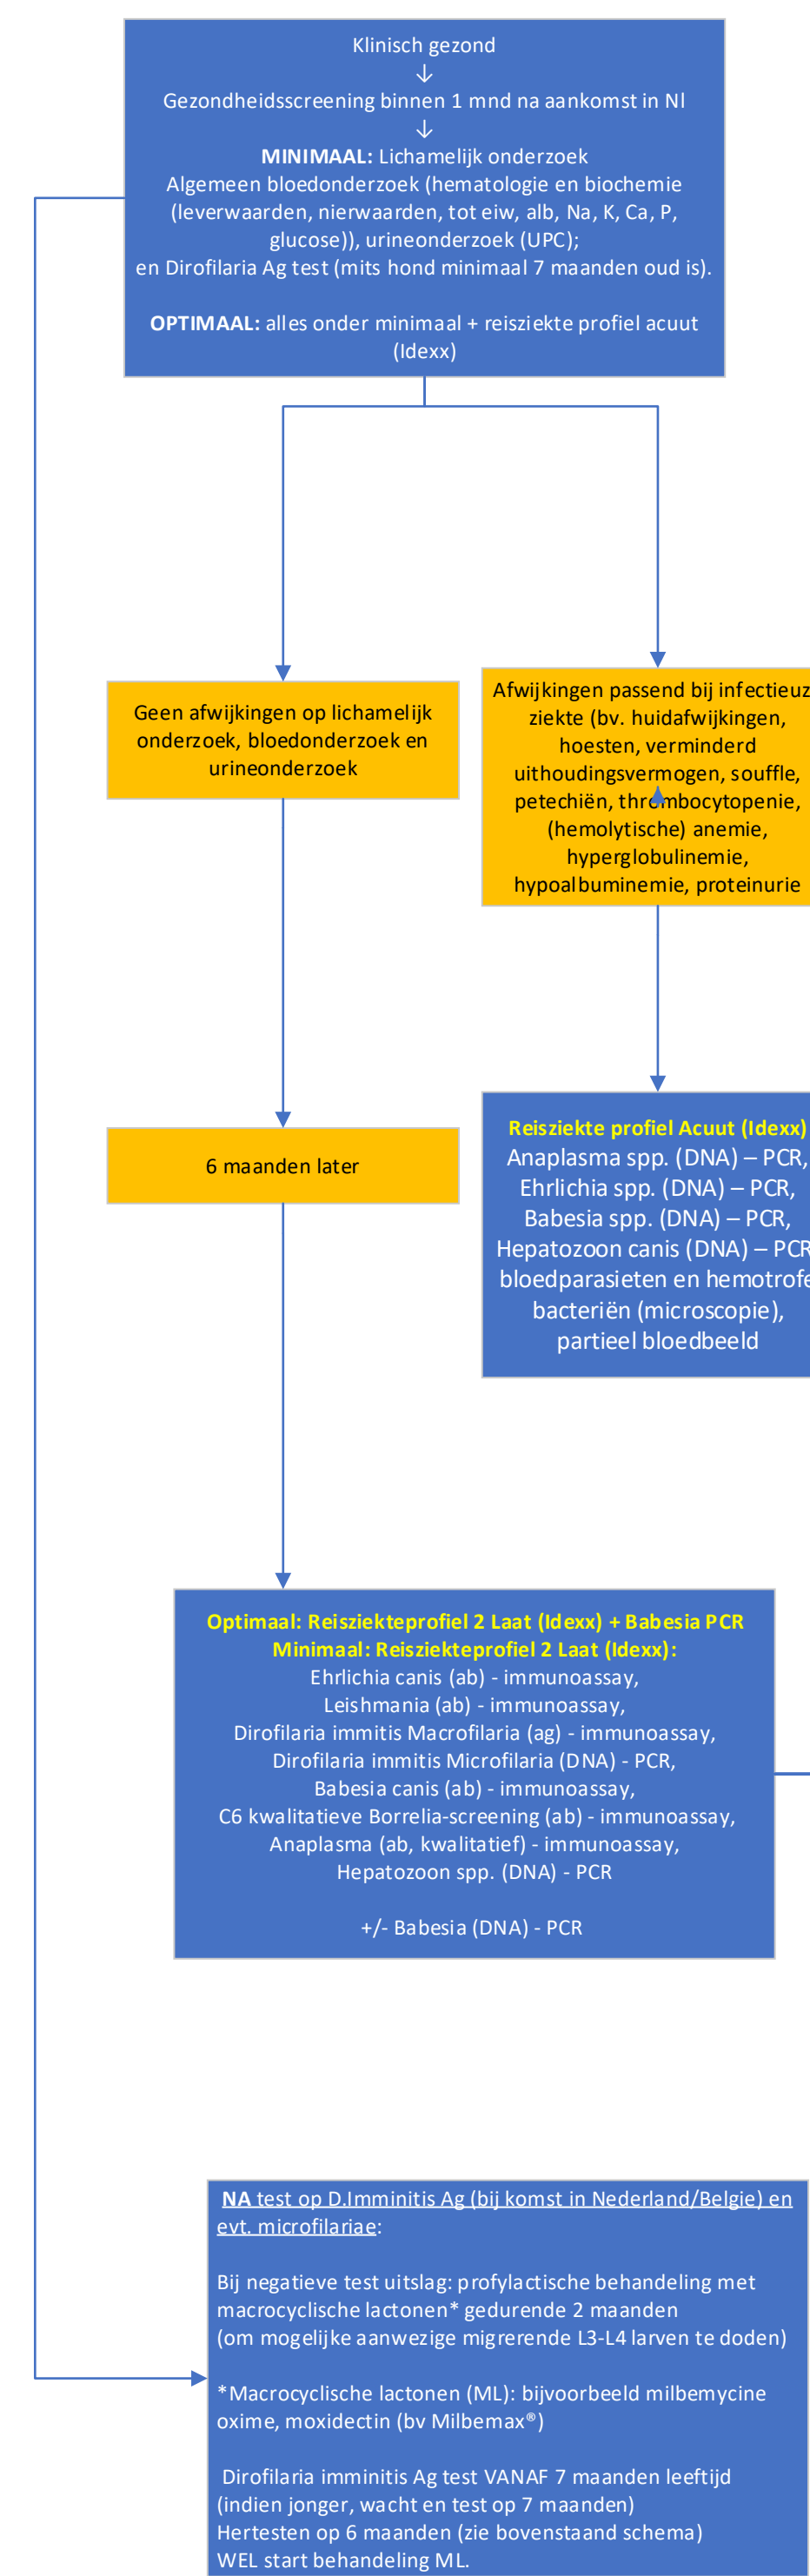 Klinisch gezond
↓
Gezondheidsscreening binnen 1 mnd na aankomst in Nl
↓
MINIMAAL: Lichamelijk onderzoek
Algemeen bloedonderzoek (hematologie en biochemie
(leverwaarden, nierwaarden, tot eiw, alb, Na, K, Ca, P,
glucose)), urineonderzoek (UPC);
en Dirofilaria Ag test (mits hond minimaal 7 maanden oud is).
OPTIMAAL: alles onder minimaal + reisziekte profiel acuut
(Idexx)
Geen afwijkingen op lichamelijk
onderzoek, bloedonderzoek en
urineonderzoek
Afwijkingen passend bij infectieuz
ziekte (bv. huidafwijkingen,
hoesten, verminderd
uithoudingsvermogen, souffle,
petechiën, thrombocytopenie,
(hemolytische) anemie,
hyperglobulinemie,
hypoalbuminemie, proteinurie
6 maanden later
Reisziekte profiel Acuut (Idexx)
Anaplasma spp. (DNA) – PCR,
Ehrlichia spp. (DNA) – PCR,
Babesia spp. (DNA) – PCR,
Hepatozoon canis (DNA) – PCR
bloedparasieten en hemotrofe
bacteriën (microscopie),
partieel bloedbeeld
Optimaal: Reisziekteprofiel 2 Laat (Idexx) + Babesia PCR
Minimaal: Reisziekteprofiel 2 Laat (Idexx):
Ehrlichia canis (ab) - immunoassay,
Leishmania (ab) - immunoassay,
Dirofilaria immitis Macrofilaria (ag) - immunoassay,
Dirofilaria immitis Microfilaria (DNA) - PCR,
Babesia canis (ab) - immunoassay,
C6 kwalitatieve Borrelia-screening (ab) - immunoassay,
Anaplasma (ab, kwalitatief) - immunoassay,
Hepatozoon spp. (DNA) - PCR
+/- Babesia (DNA) - PCR
NA test op D.Imminitis Ag (bij komst in Nederland/Belgie) en
evt. microfilariae:
Bij negatieve test uitslag: profylactische behandeling met
macrocyclische lactonen* gedurende 2 maanden
(om mogelijke aanwezige migrerende L3-L4 larven te doden)
*Macrocyclische lactonen (ML): bijvoorbeeld milbemycine
oxime, moxidectin (bv Milbemax®)
Dirofilaria imminitis Ag test VANAF 7 maanden leeftijd
(indien jonger, wacht en test op 7 maanden)
Hertesten op 6 maanden (zie bovenstaand schema)
WEL start behandeling ML.